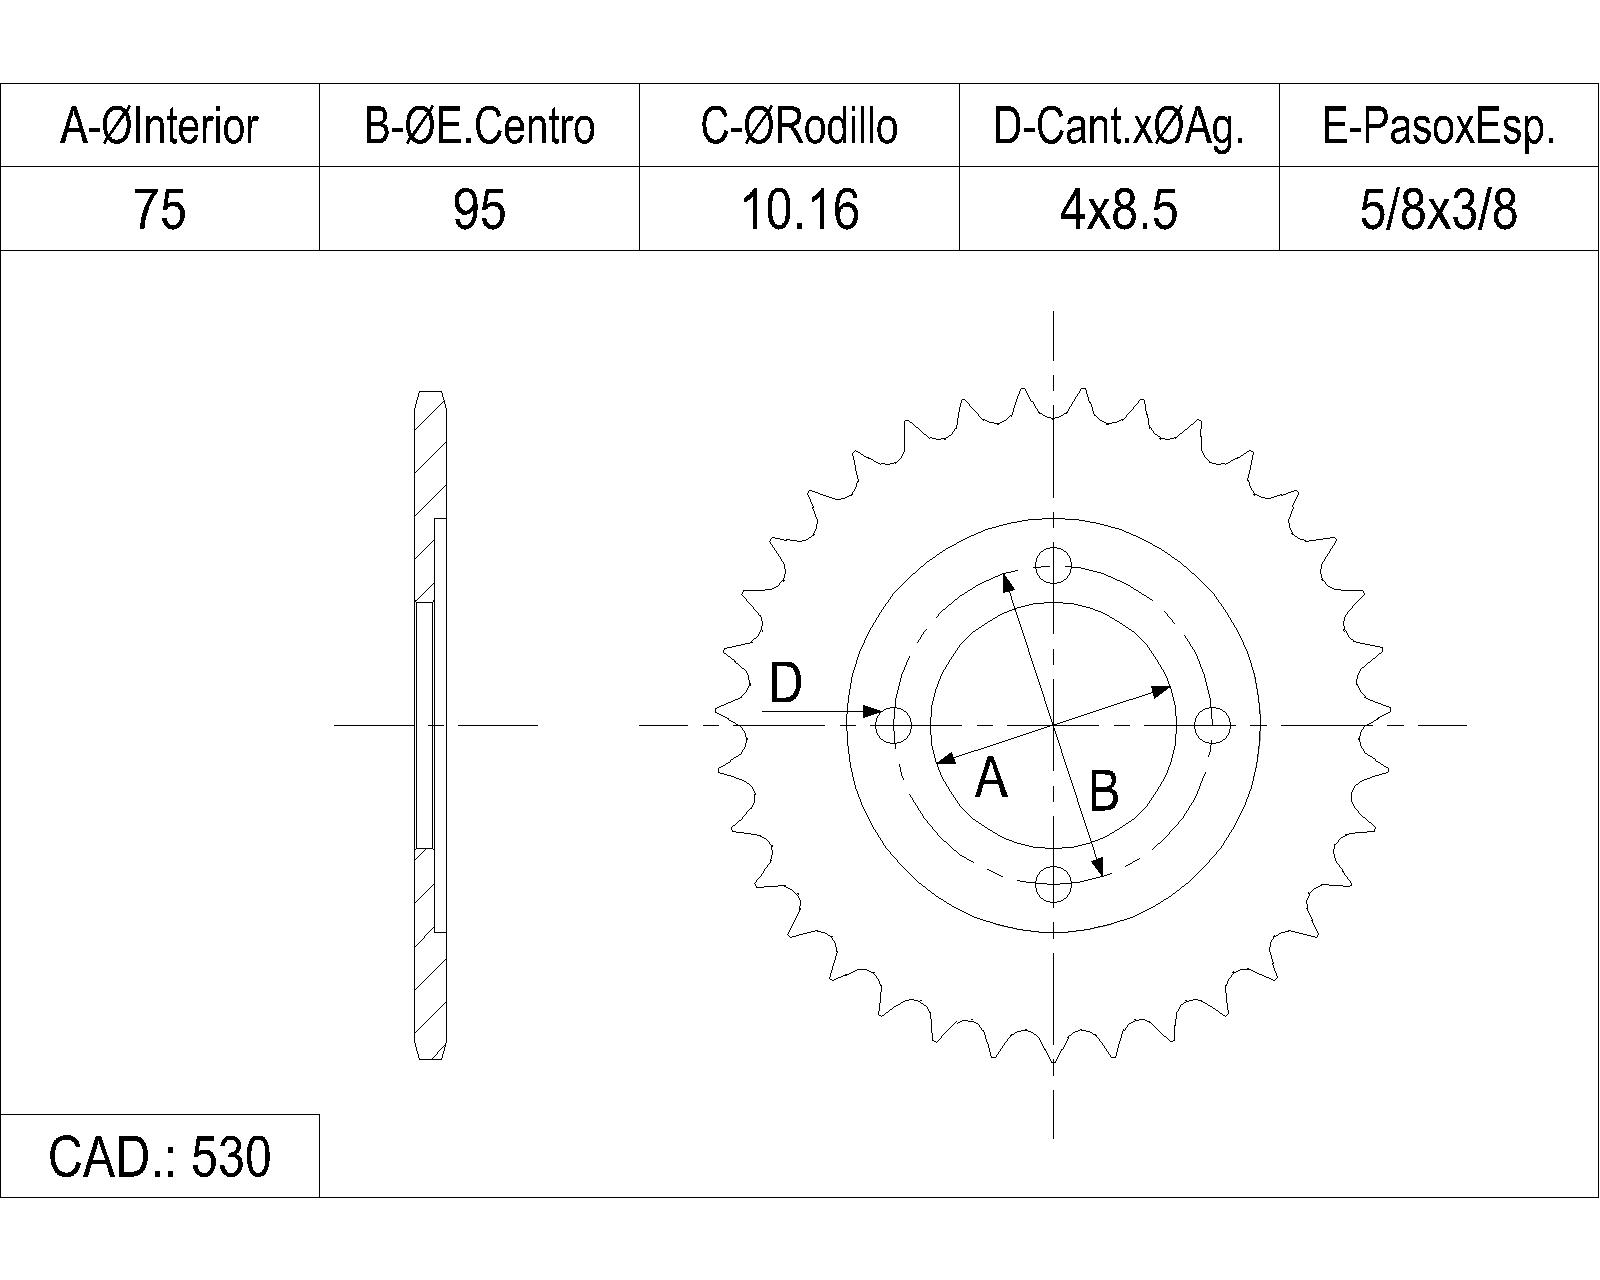 A-ØInterior B-ØE.Centro C-ØRodillo D-Cant.xØAg. E-PasoxEsp.
75 95 10.16 4x8.5 5/8x3/8
D
A
B
CAD.: 530